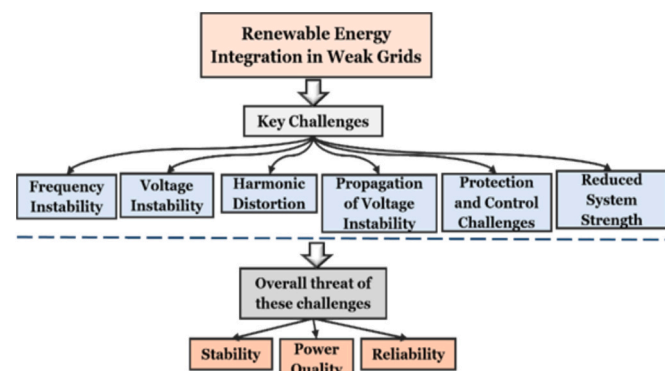 Renewable Energy
Integration in Weak Grids
Key Challenges
Frequency
Instability
Voltage
Instability
Harmonic
Distortion
Propagation
of Voltage
Instability
Protection
and Control
Challenges
Reduced
System
Strength
Overall threat of
these challenges
Stability
Power
Quality
Reliability